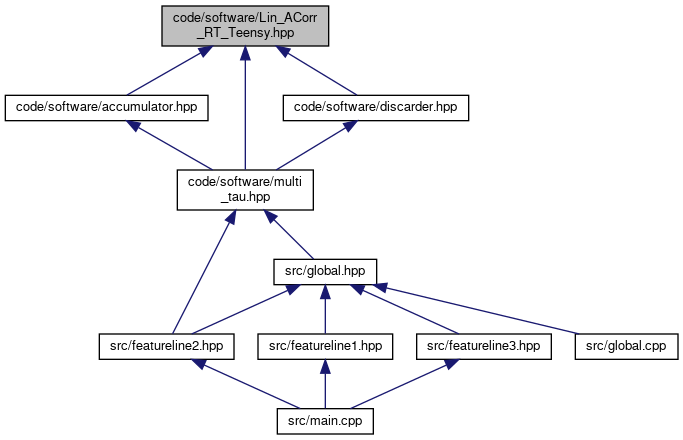 code/software/Lin_ACorr
_RT_Teensy.hpp
code/software/accumulator.hpp
code/software/discarder.hpp
code/software/multi
_tau.hpp
src/global.hpp
src/featureline2.hpp
src/featureline1.hpp
src/featureline3.hpp
src/global.cpp
src/main.cpp